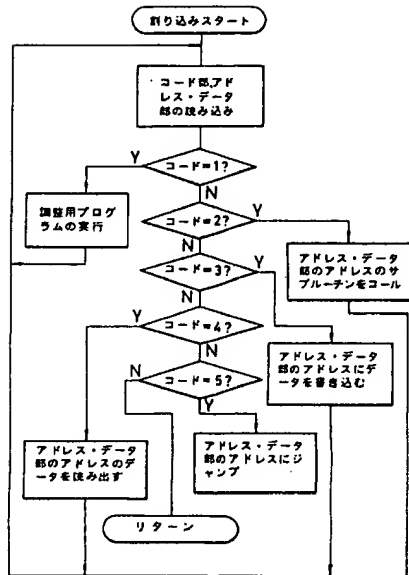 割り込みスタート
コード部,アド
レス・データ
部の読み込み
コード=1?
Y
N
調整用プログ
ラムの実行
コード=2?
Y
N
アドレス・データ
部のアドレスのサ
ブルーチンをコール
コード=3?
Y
N
コード=4?
Y
N
アドレス・データ
部のアドレスにデ
ータを書き込む
コード=5?
N
Y
アドレス・データ
部のアドレスのデ
ータを読み出す
アドレス・データ
部のアドレスにジ
ャンプ
リターン